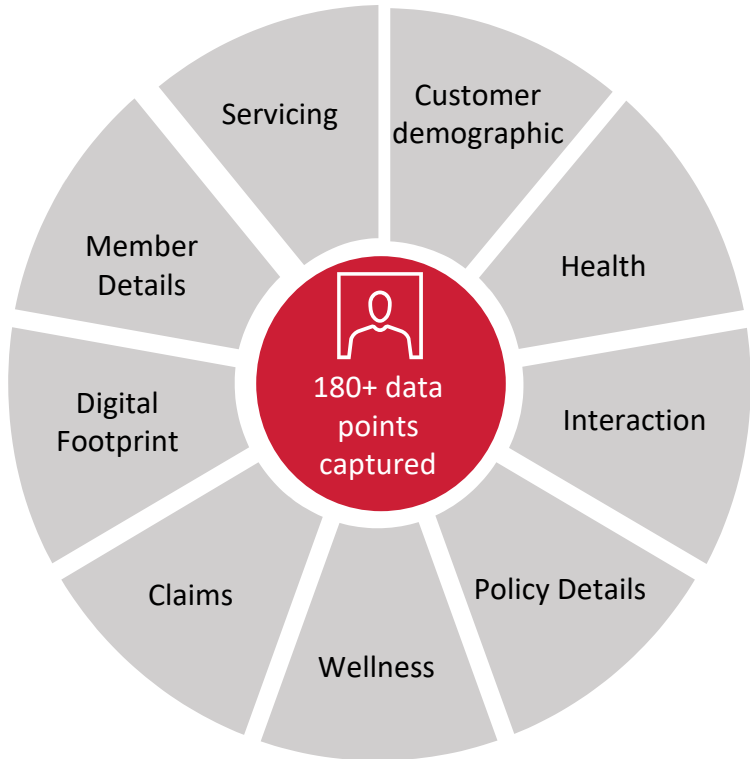 Servicing
Customer
demographic
Health
Interaction
Policy Details
Wellness
Claims
Digital
Footprint
Member
Details
180+ data
points
captured